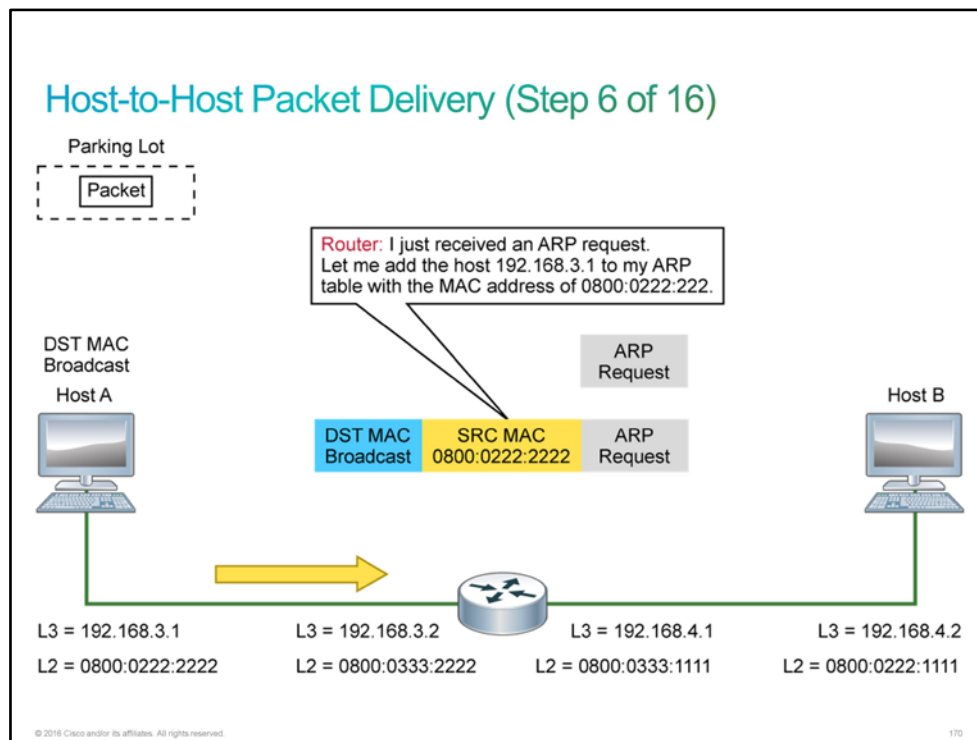 Host-to-Host Packet Delivery (Step 6 of 16)
Parking Lot
Packet
Router: I just received an ARP request.
Let me add the host 192.168.3.1 to my ARP
table with the MAC address of 0800:0222:222.
DST MAC
Broadcast
Host A
ARP
Request
Host B
DST MAC
Broadcast
SRC MAC
0800:0222:2222
ARP
Request
L3 = 192.168.3.1
L3 = 192.168.3.2
L3 = 192.168.4.1
L3 = 192.168.4.2
L2 = 0800:0222:2222
L2 = 0800:0333:2222
L2 = 0800:0333:1111
L2 = 0800:0222:1111
© 2016 Cisco and/or its affiliates. All rights reserved.
170